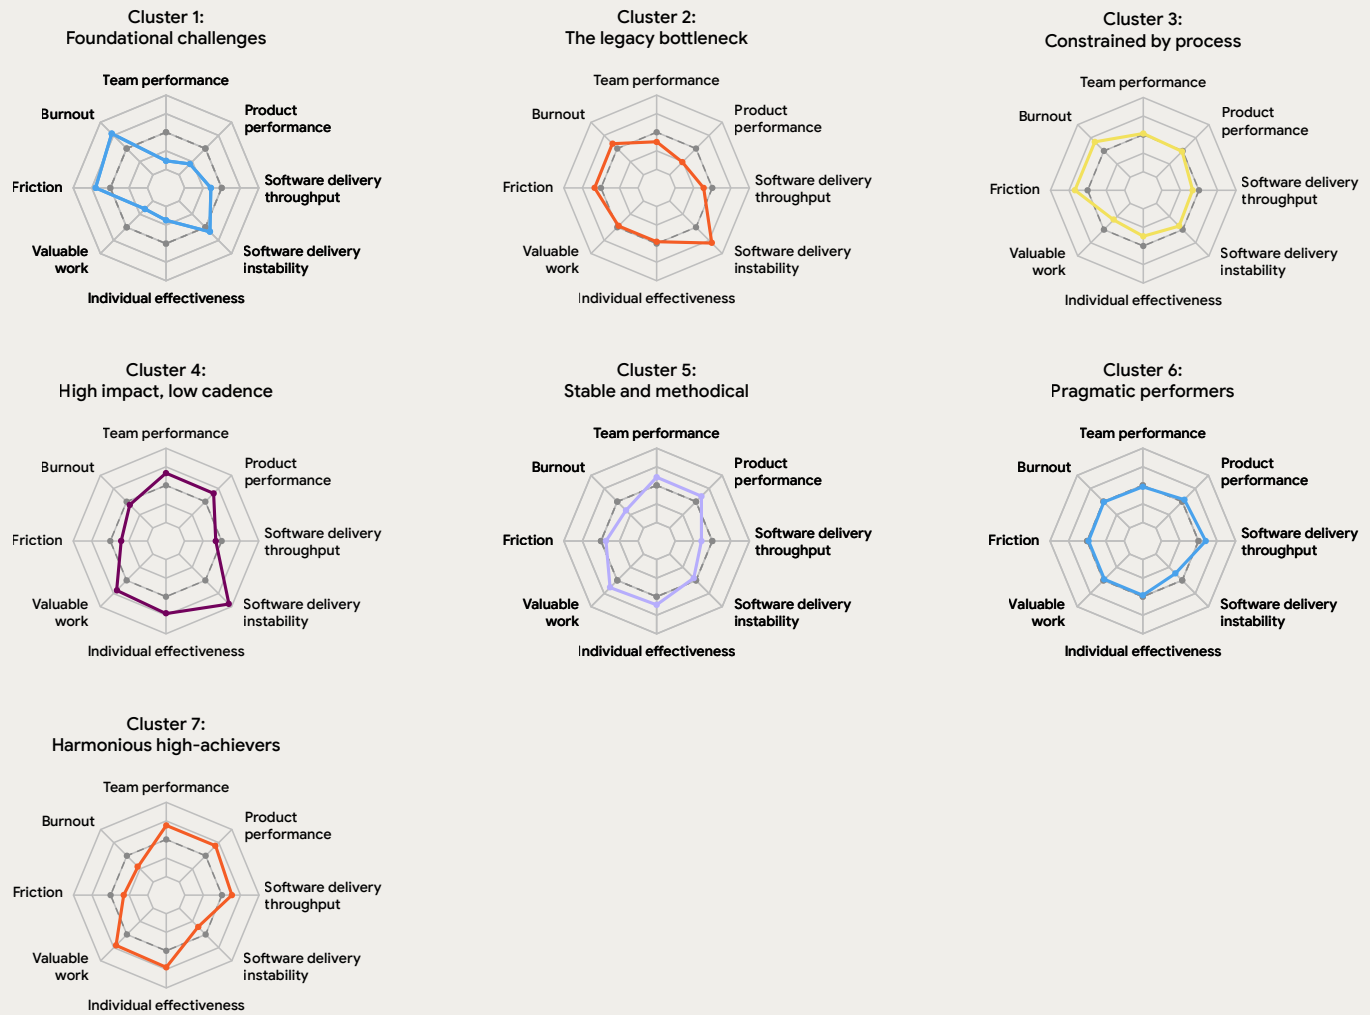 Cluster 1:
Foundational challenges
Team performance
Burnout
Product
performance
Friction
Software delivery
throughput
Valuable
work
Software delivery
instability
Individual effectiveness
Cluster 2:
The legacy bottleneck
Team performance
Burnout
Product
performance
Friction
Software delivery
throughput
Valuable
work
Software delivery
instability
Individual effectiveness
Cluster 3:
Constrained by process
Team performance
Burnout
Product
performance
Friction
Software delivery
throughput
Valuable
work
Software delivery
instability
Individual effectiveness
Cluster 4:
High impact, low cadence
Team performance
Burnout
Product
performance
Friction
Software delivery
throughput
Valuable
work
Software delivery
instability
Individual effectiveness
Cluster 5:
Stable and methodical
Team performance
Burnout
Product
performance
Friction
Software delivery
throughput
Valuable
work
Software delivery
instability
Individual effectiveness
Cluster 6:
Pragmatic performers
Team performance
Burnout
Product
performance
Friction
Software delivery
throughput
Valuable
work
Software delivery
instability
Individual effectiveness
Cluster 7:
Harmonious high-achievers
Team performance
Burnout
Product
performance
Friction
Software delivery
throughput
Valuable
work
Software delivery
instability
Individual effectiveness